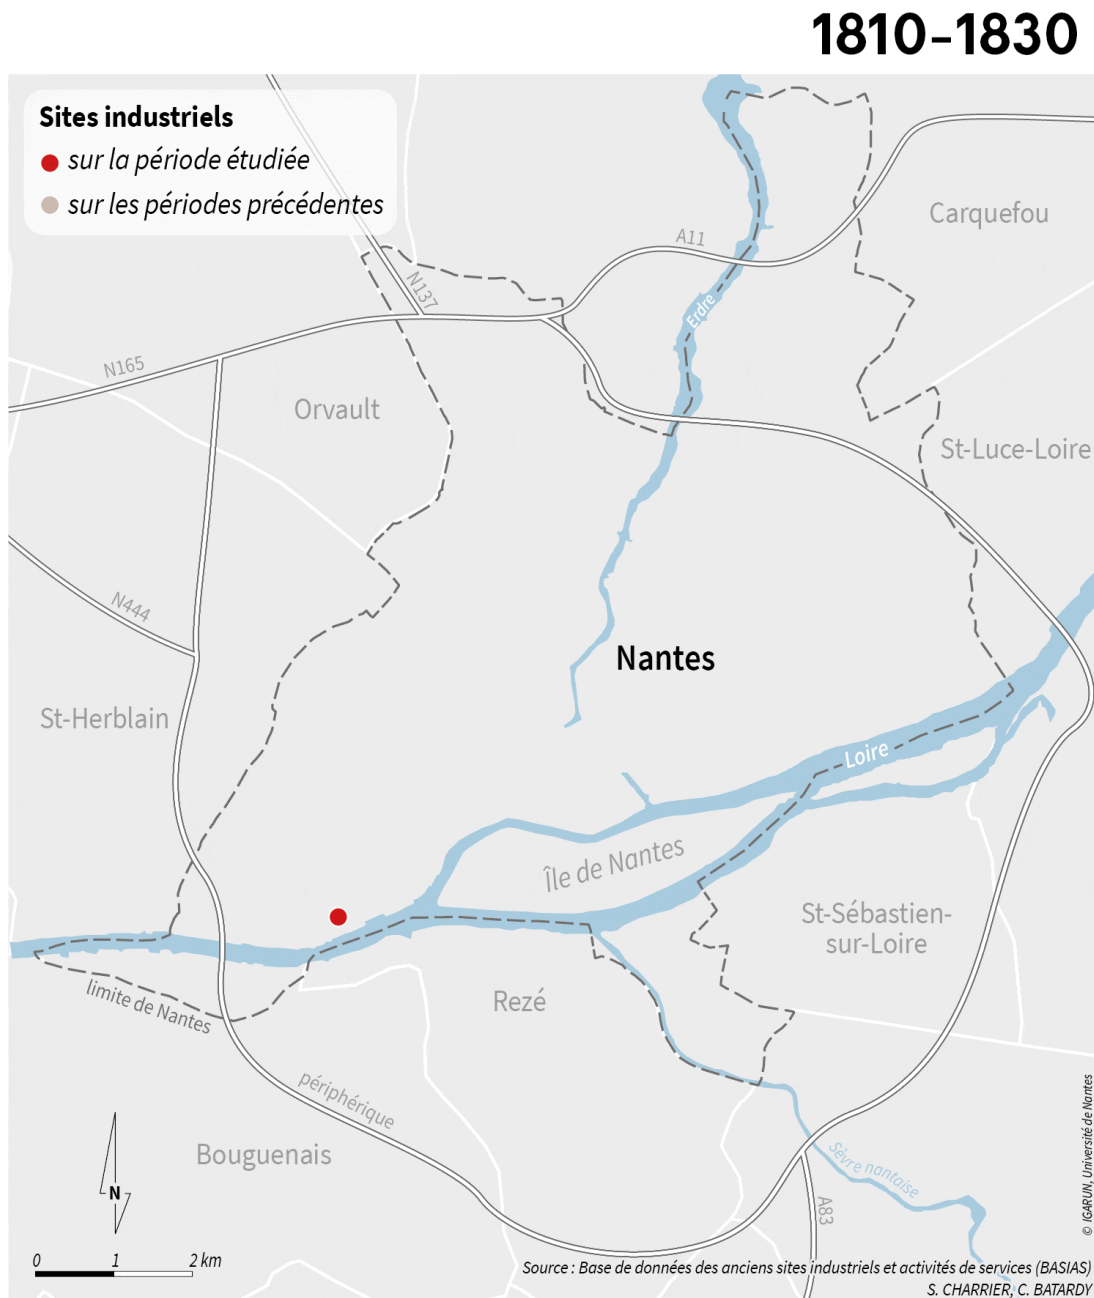 1810-1830
Sites industriels
sur la période étudiée
sur les périodes précédentes
Carquefou
A11
N137
Erdre
N165
Orvault
St-Luce-Loire
N444
Nantes
St-Herblain
Loire
Île de Nantes
St-Sébastien-
sur-Loire
limite de Nantes
Rezé
périphérique
Bouguenais
Sèvre nantaise
A83
N
0 1 2 km
© IGARUN, Université de Nantes
Source : Base de données des anciens sites industriels et activités de services (BASIAS)
S. CHARRIER, C. BATARDY